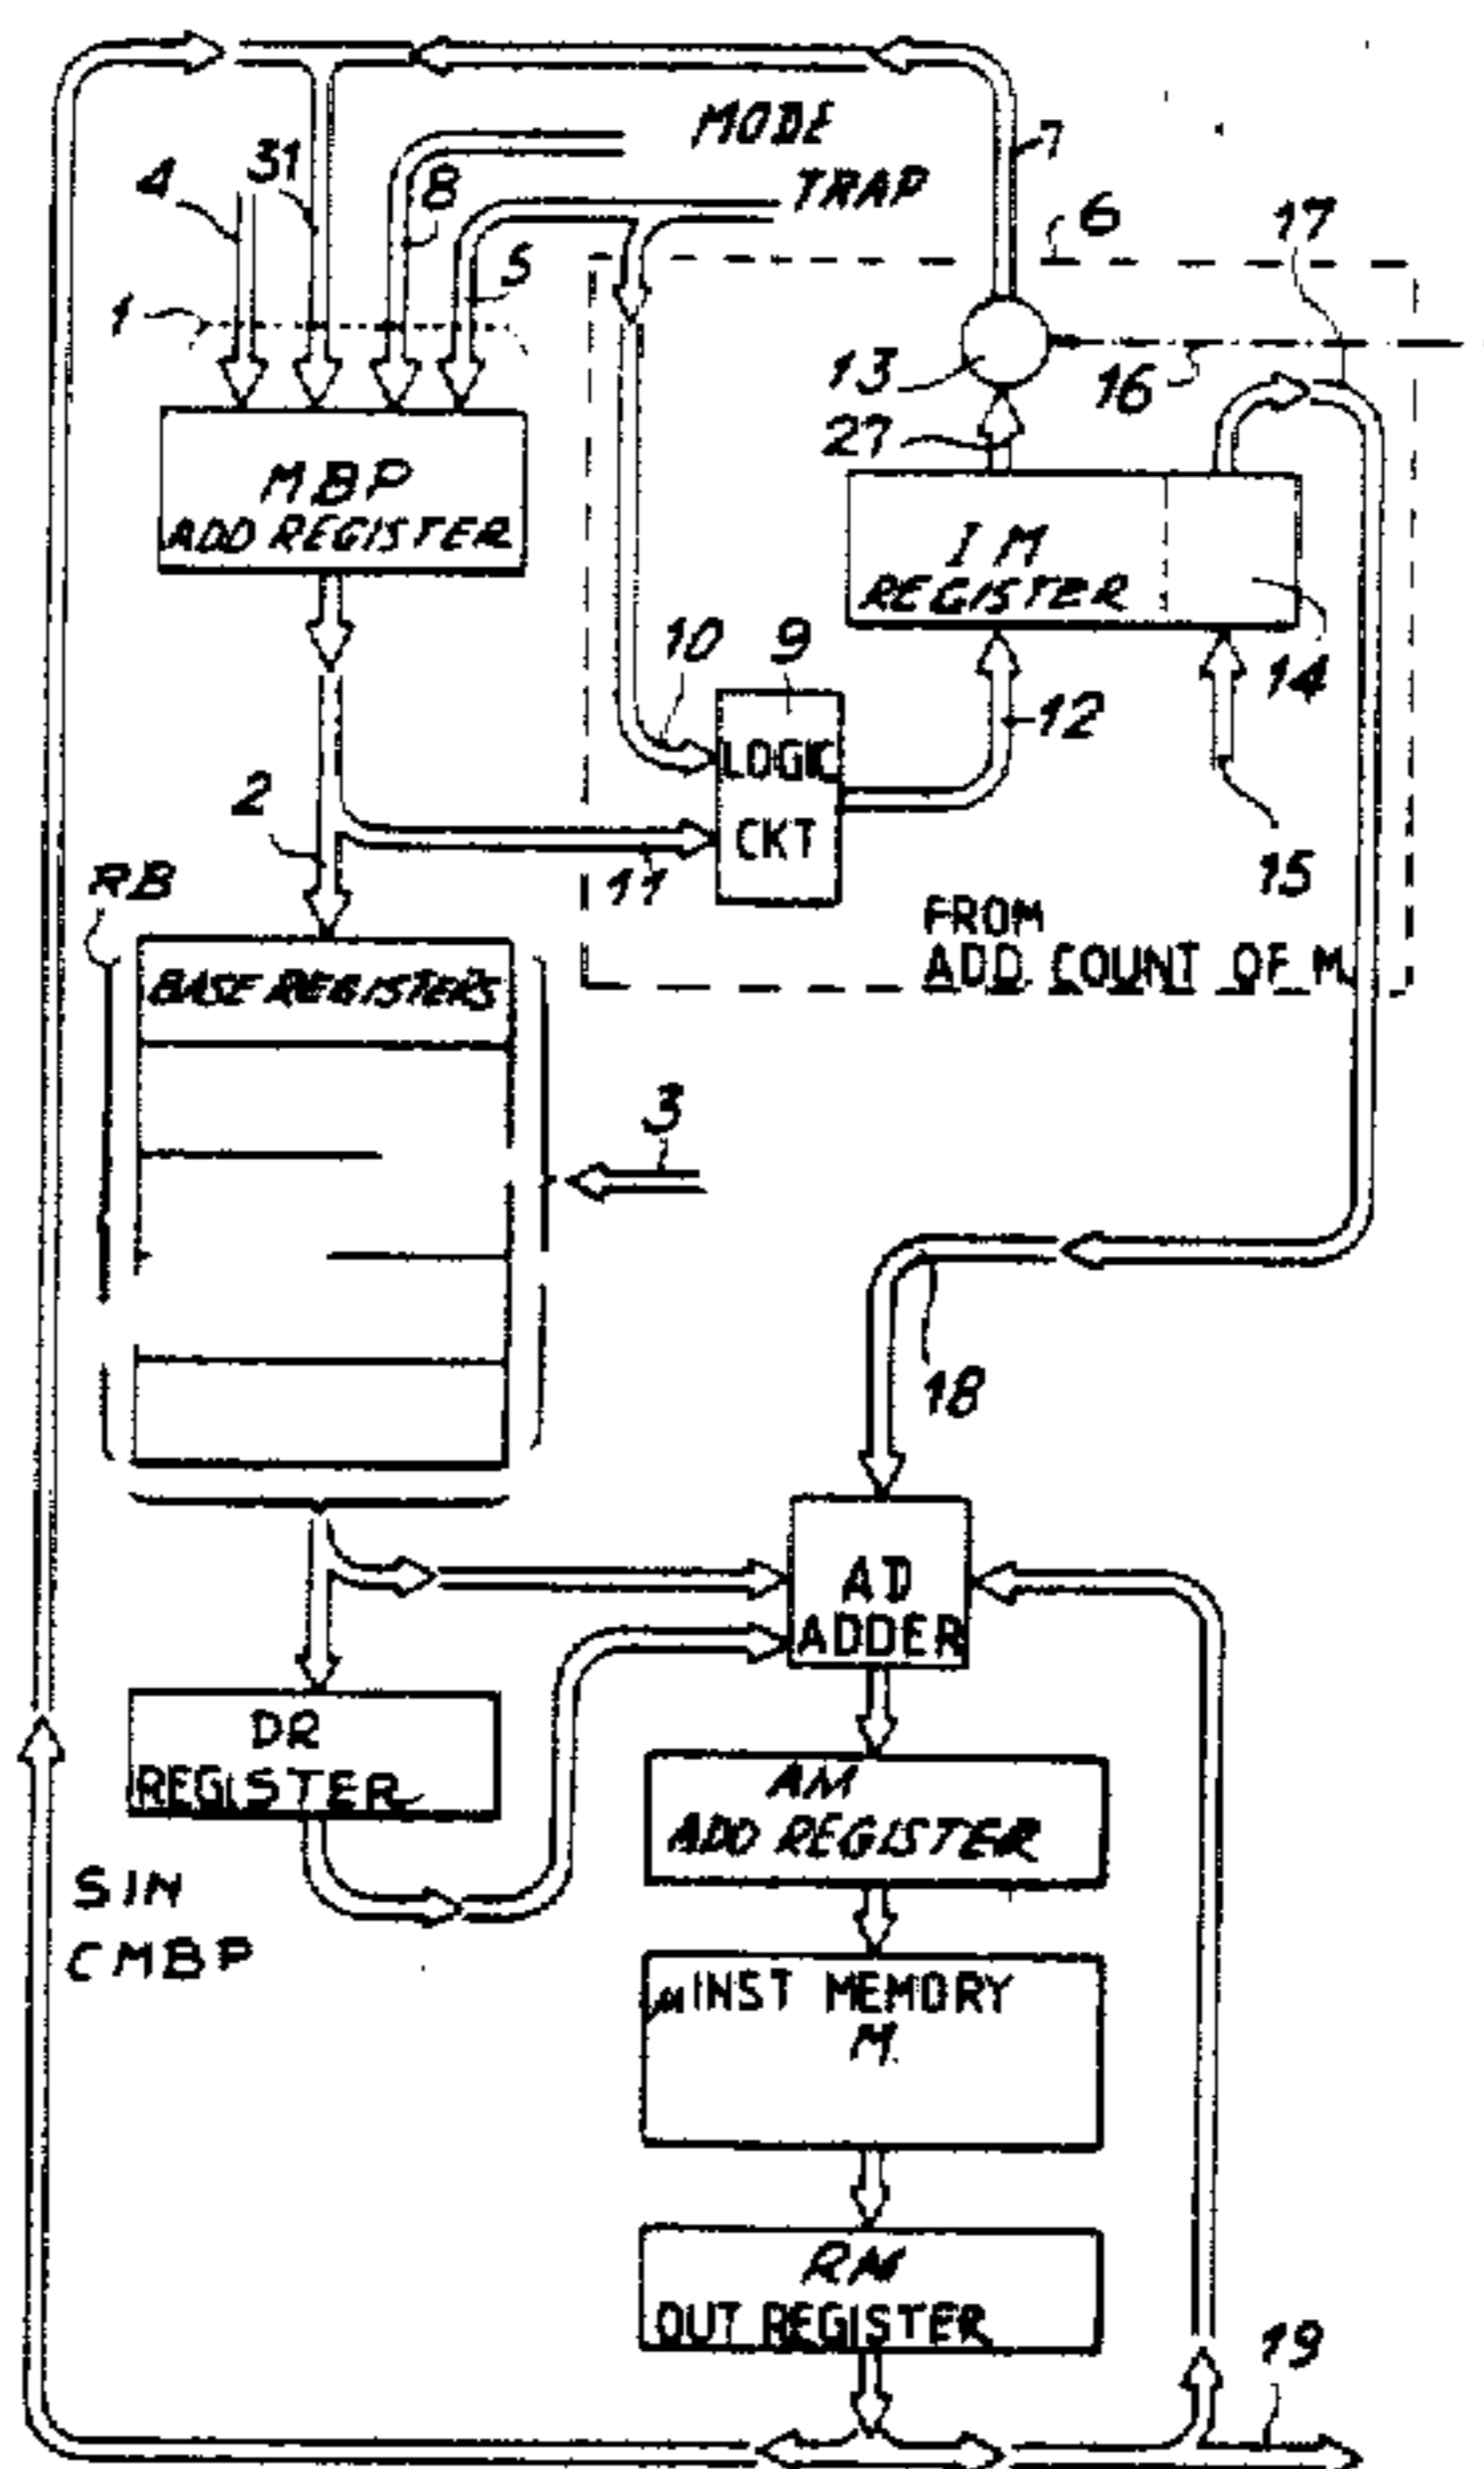 MODE
7
TRAP
6
17
4
31
8
5
1
13
16
27
MBP
ADD REGISTER
IM
REGISTER
10
9
14
LOGIC
12
2
CKT
15
11
RB
FROM
ADD. COUNT OF M
BASE REGISTERS
3
18
AD
ADDER
DR
REGISTER
AM
ADD REGISTER
SIN
CMBP
μINST MEMORY
M
RM
OUT REGISTER
19